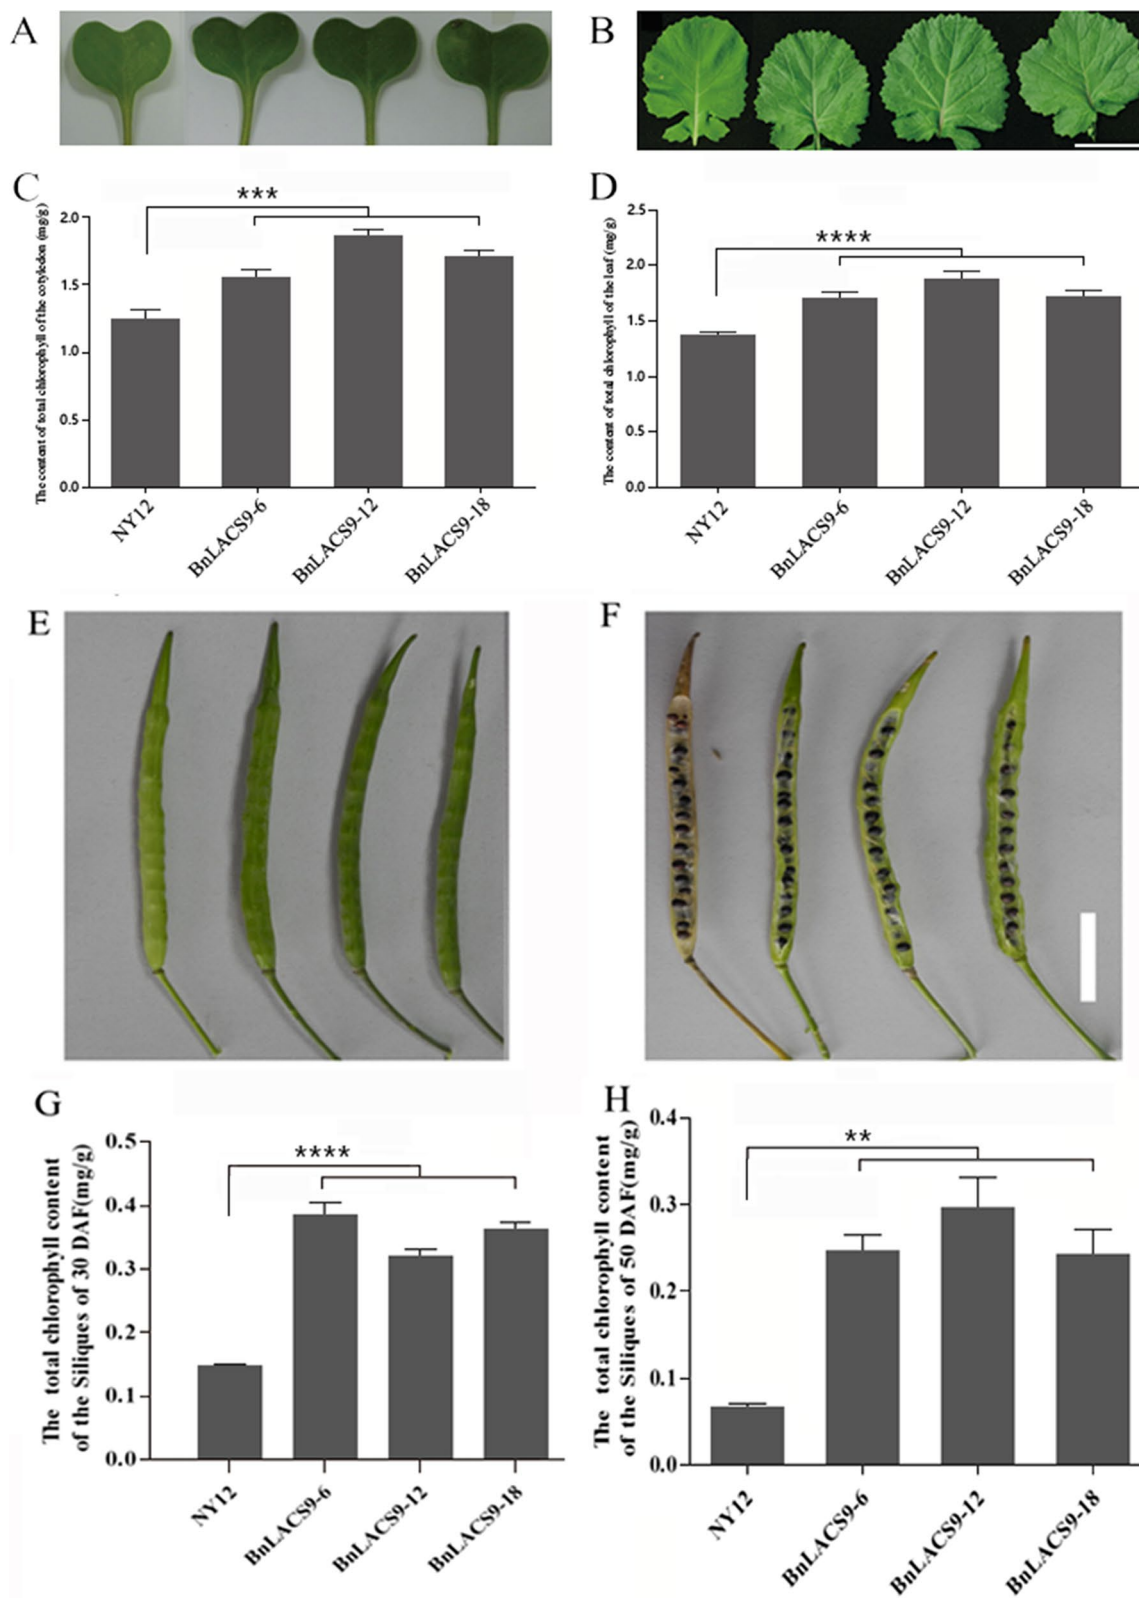 A
B
C
The content of total chlorophyll of the cotyledon (mg/g)
2.0
1.5
1.0
0.5
0.0
***
NY12
BnLACS9-6
BnLACS9-12
BnLACS9-18
D
The content of total chlorophyll of the leaf (mg/g)
2.5
2.0
1.5
1.0
0.5
0.0
****
NY12
BnLACS9-6
BnLACS9-12
BnLACS9-18
E
F
G
The total chlorophyll content
of the Siliques of 30 DAF(mg/g)
0.5
0.4
0.3
0.2
0.1
0.0
****
NY12
BnLACS9-6
BnLACS9-12
BnLACS9-18
H
The total chlorophyll content
of the Siliques of 50 DAF(mg/g)
0.4
0.3
0.2
0.1
0.0
**
NY12
BnLACS9-6
BnLACS9-12
BnLACS9-18